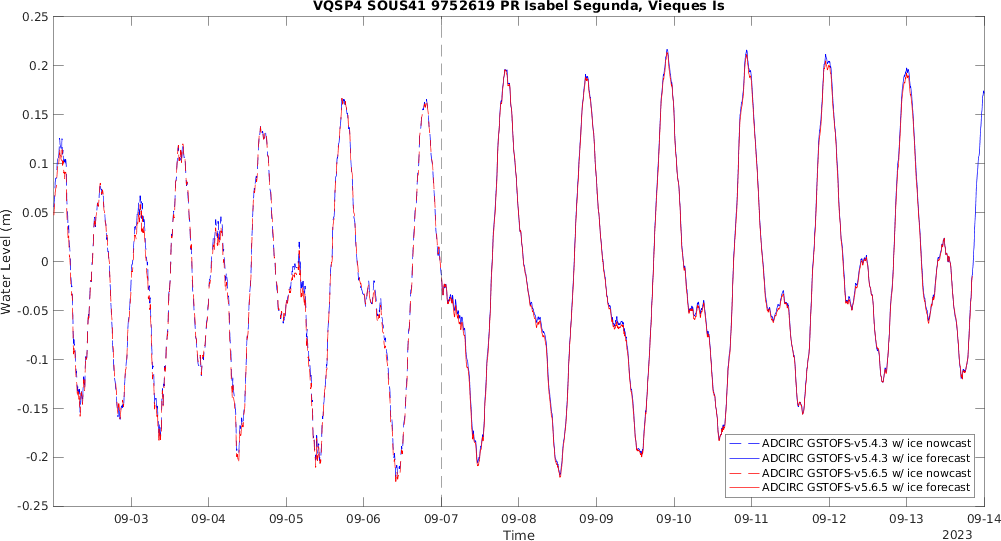 VQSP4 SOUS41 9752619 PR Isabel Segunda, Vieques Is
0.25
0.2
0.15
0.1
0.05
0
-0.05
-0.1
-0.15
-0.2
-0.25
Water Level (m)
ADCIRC GSTOFS-v5.4.3 w/ ice nowcast
ADCIRC GSTOFS-v5.4.3 w/ ice forecast
ADCIRC GSTOFS-v5.6.5 w/ ice nowcast
ADCIRC GSTOFS-v5.6.5 w/ ice forecast
09-03 09-04 09-05 09-06 09-07 09-08 09-09 09-10 09-11 09-12 09-13 09-14
Time
2023